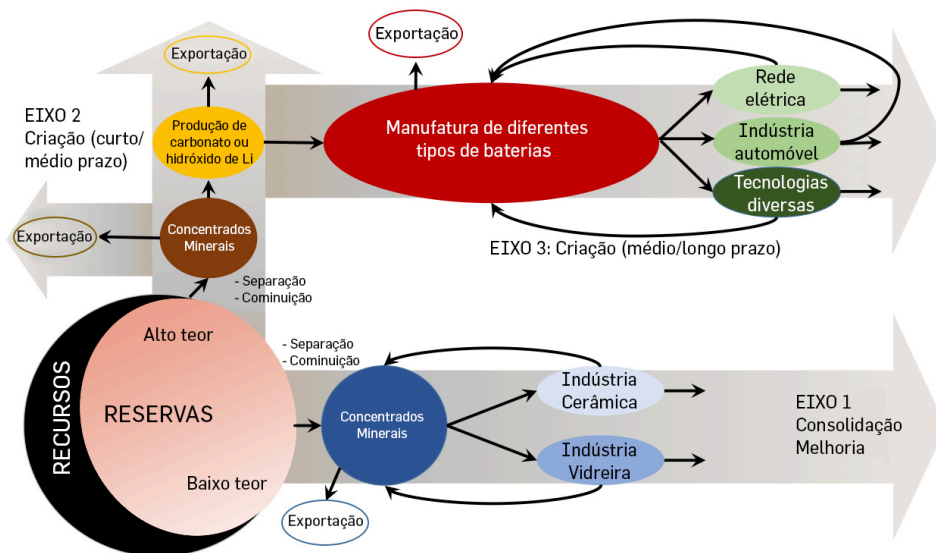 Exportação
Exportação
EIXO 2
Criação (curto/
médio prazo)
Produção de
carbonato ou
hidróxido de Li
Manufatura de diferentes
tipos de baterias
Rede
elétrica
Indústria
automóvel
Tecnologias
diversas
Exportação
Concentrados
Minerais
EIXO 3: Criação (médio/longo prazo)
- Separação
- Cominuição
RECURSOS
Alto teor
RESERVAS
Baixo teor
- Separação
- Cominuição
Concentrados
Minerais
Indústria
Cerâmica
Indústria
Vidreira
EIXO 1
Consolidação
Melhoria
Exportação